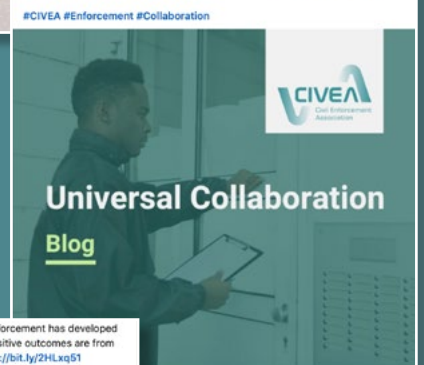 #CIVEA #Enforcement #Collaboration
CIVEA
Civil Enforcement
Association
Universal Collaboration
Blog
forcement has developed
sitive outcomes are from
://bit.ly/2HLxq51